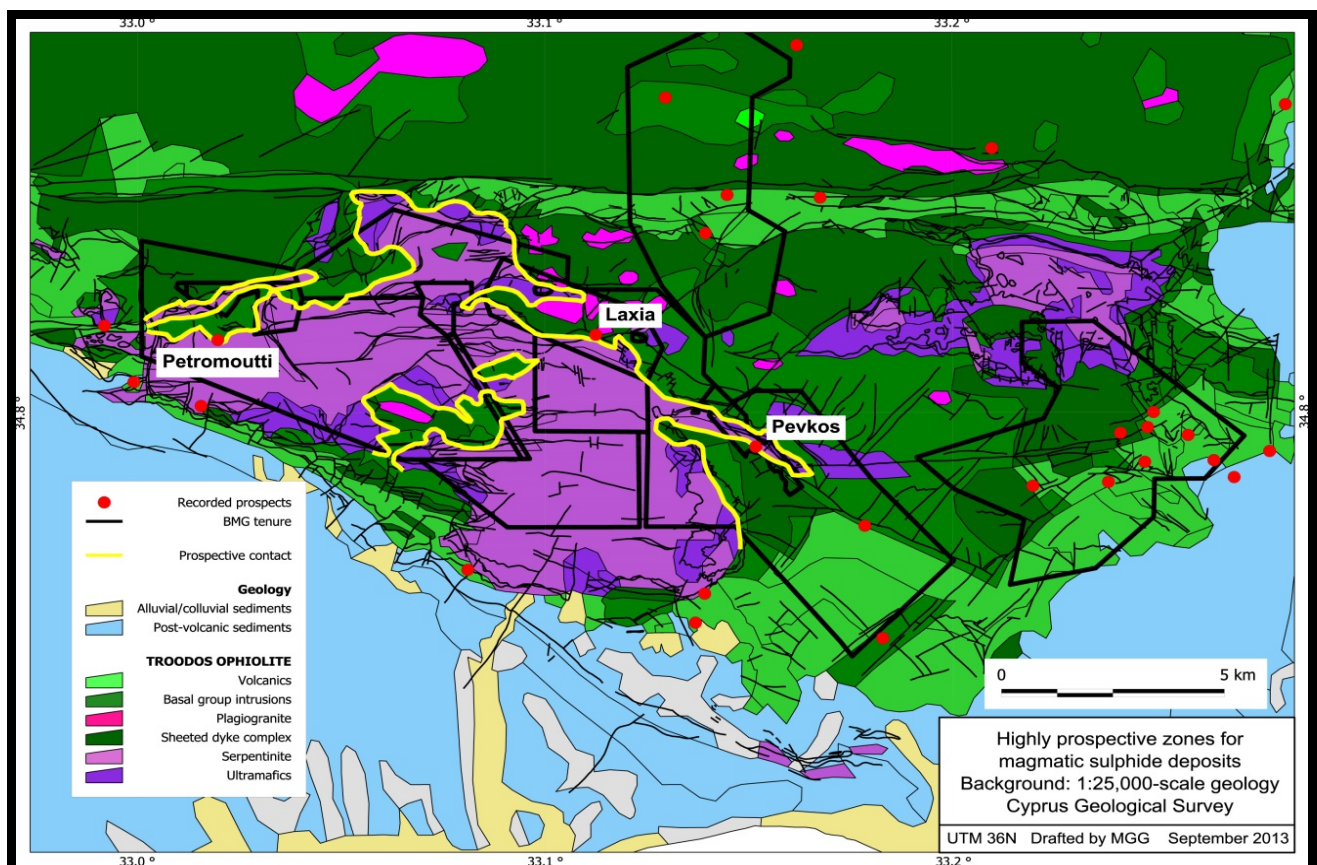 33.0 °
33.1 °
33.2 °
34.8 °
34.8 °
Petromoutti
Laxia
Pevkos
Recorded prospects
BMG tenure
Prospective contact
Geology
Alluvial/colluvial sediments
Post-volcanic sediments
TROODOS OPHIOLITE
Volcanics
Basal group intrusions
Plagiogranite
Sheeted dyke complex
Serpentinite
Ultramafics
0 5 km
Highly prospective zones for
magmatic sulphide deposits
Background: 1:25,000-scale geology
Cyprus Geological Survey
UTM 36N Drafted by MGG September 2013
33.0 °
33.1 °
33.2 °